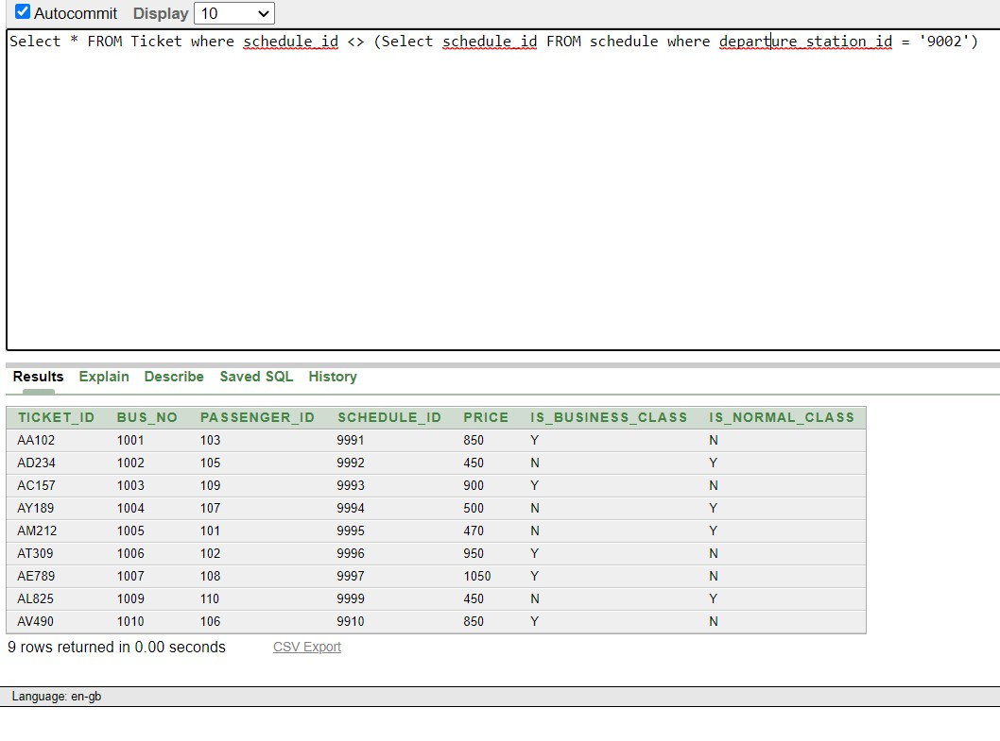 Autocommit Display 10
Select * FROM Ticket where schedule_id <> (Select schedule_id FROM schedule where departure_station_id = '9002')
Results Explain Describe Saved SQL History
TICKET_ID BUS_NO PASSENGER_ID SCHEDULE_ID PRICE IS_BUSINESS_CLASS IS_NORMAL_CLASS
AA102 1001 103 9991 850 Y N
AD234 1002 105 9992 450 N Y
AC157 1003 109 9993 900 Y N
AY189 1004 107 9994 500 N Y
AM212 1005 101 9995 470 N Y
AT309 1006 102 9996 950 Y N
AE789 1007 108 9997 1050 Y N
AL825 1009 110 9999 450 N Y
AV490 1010 106 9910 850 Y N
9 rows returned in 0.00 seconds CSV Export
Language: en-gb